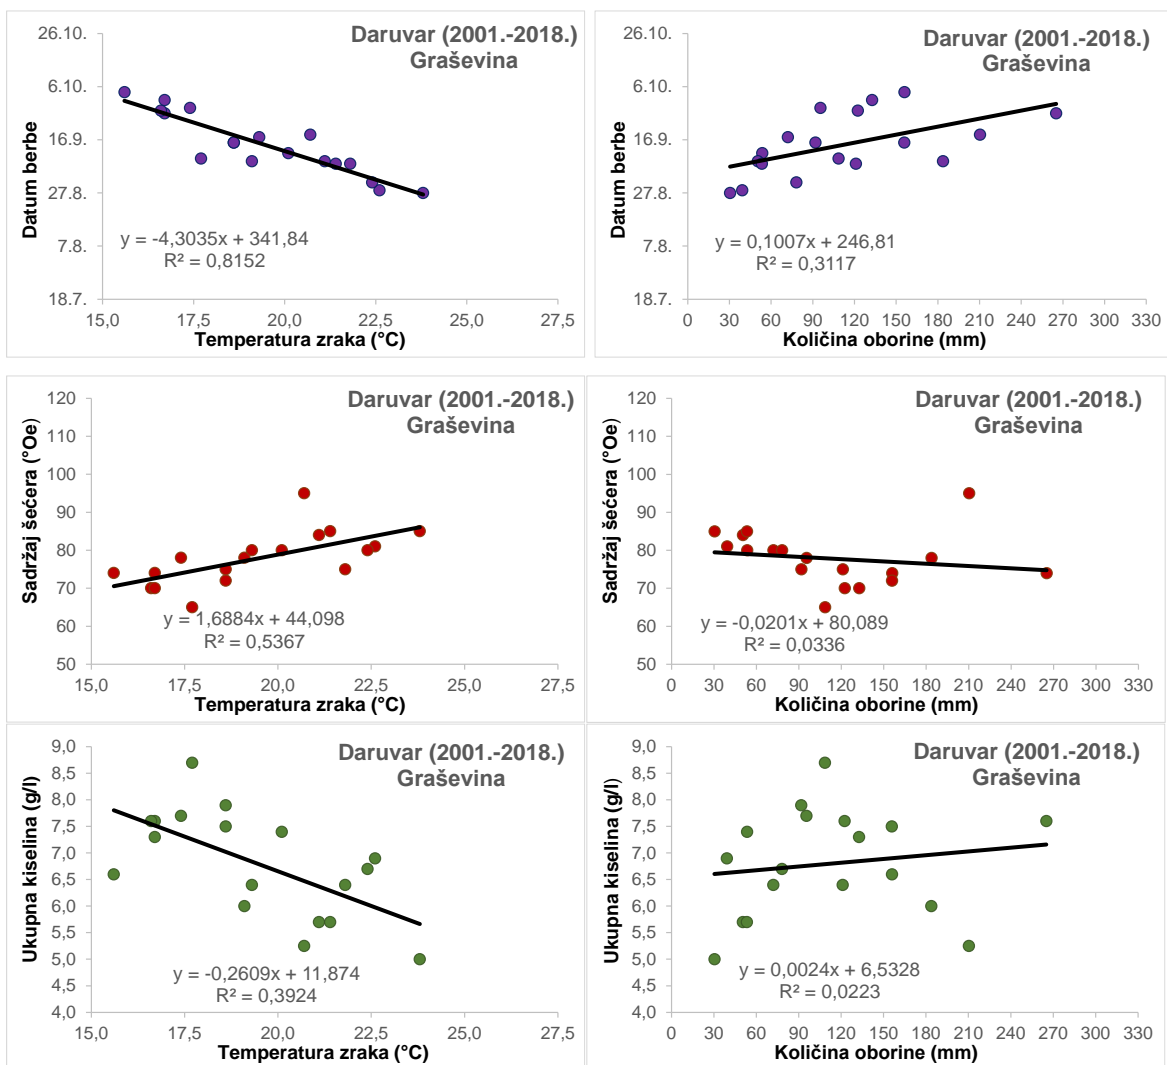 Daruvar (2001.-2018.)
Graševina
Datum berbe
26.10.
6.10.
16.9.
27.8.
7.8.
18.7.
y = -4,3035x + 341,84
R² = 0,8152
15,0 17,5 20,0 22,5 25,0 27,5
Temperatura zraka (°C)
Daruvar (2001.-2018.)
Graševina
Datum berbe
26.10.
6.10.
16.9.
27.8.
7.8.
18.7.
y = 0,1007x + 246,81
R² = 0,3117
0 30 60 90 120 150 180 210 240 270 300 330
Količina oborine (mm)
Daruvar (2001.-2018.)
Graševina
Sadržaj šećera (°Oe)
120
110
100
90
80
70
60
50
y = 1,6884x + 44,098
R² = 0,5367
15,0 17,5 20,0 22,5 25,0 27,5
Temperatura zraka (°C)
Daruvar (2001.-2018.)
Graševina
Sadržaj šećera (°Oe)
120
110
100
90
80
70
60
50
y = -0,0201x + 80,089
R² = 0,0336
0 30 60 90 120 150 180 210 240 270 300 330
Količina oborine (mm)
Daruvar (2001.-2018.)
Graševina
Ukupna kiselina (g/l)
9,0
8,5
8,0
7,5
7,0
6,5
6,0
5,5
5,0
4,5
4,0
y = -0,2609x + 11,874
R² = 0,3924
15,0 17,5 20,0 22,5 25,0 27,5
Temperatura zraka (°C)
Daruvar (2001.-2018.)
Graševina
Ukupna kiselina (g/l)
9,0
8,5
8,0
7,5
7,0
6,5
6,0
5,5
5,0
4,5
4,0
y = 0,0024x + 6,5328
R² = 0,0223
0 30 60 90 120 150 180 210 240 270 300 330
Količina oborine (mm)